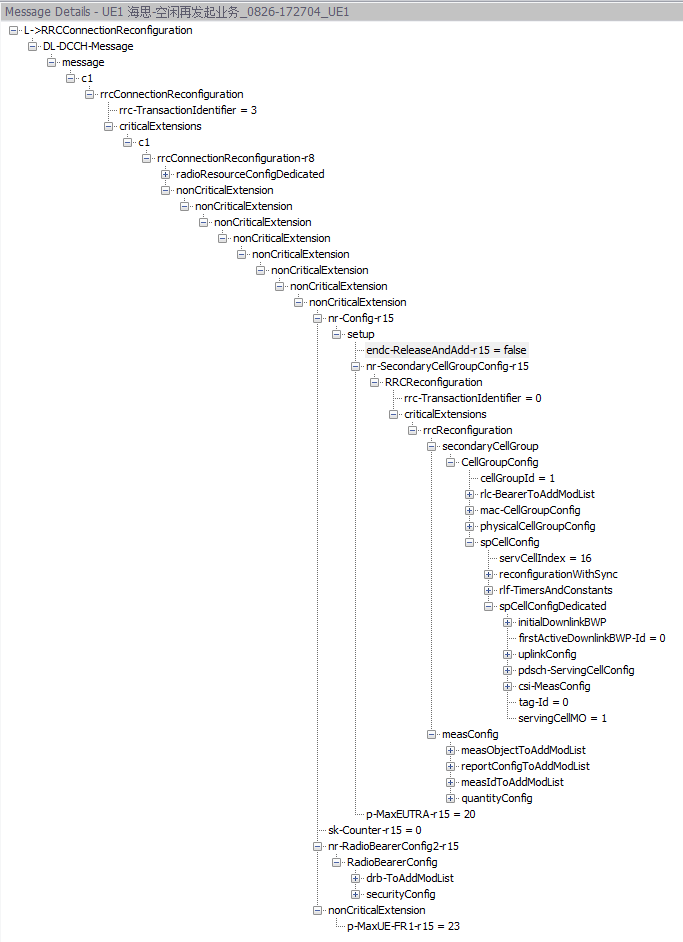 Message Details - UE1 海思-空闲再发起业务_0826-172704_UE1
L->RRCConnectionReconfiguration
DL-DCCH-Message
message
c1
rrcConnectionReconfiguration
rrc-TransactionIdentifier = 3
criticalExtensions
c1
rrcConnectionReconfiguration-r8
radioResourceConfigDedicated
nonCriticalExtension
nonCriticalExtension
nonCriticalExtension
nonCriticalExtension
nonCriticalExtension
nonCriticalExtension
nonCriticalExtension
nonCriticalExtension
nr-Config-r15
setup
endc-ReleaseAndAdd-r15 = false
nr-SecondaryCellGroupConfig-r15
RRCReconfiguration
rrc-TransactionIdentifier = 0
criticalExtensions
rrcReconfiguration
secondaryCellGroup
CellGroupConfig
cellGroupId = 1
rlc-BearerToAddModList
mac-CellGroupConfig
physicalCellGroupConfig
spCellConfig
servCellIndex = 16
reconfigurationWithSync
rlf-TimersAndConstants
spCellConfigDedicated
initialDownlinkBWP
firstActiveDownlinkBWP-Id = 0
uplinkConfig
pdsch-ServingCellConfig
csi-MeasConfig
tag-Id = 0
servingCellMO = 1
measConfig
measObjectToAddModList
reportConfigToAddModList
measIdToAddModList
quantityConfig
p-MaxEUTRA-r15 = 20
sk-Counter-r15 = 0
nr-RadioBearerConfig2-r15
RadioBearerConfig
drb-ToAddModList
securityConfig
nonCriticalExtension
p-MaxUE-FR1-r15 = 23